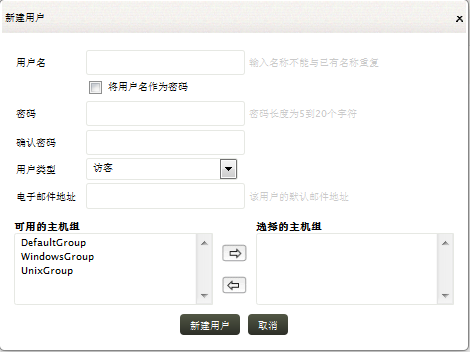 新建用户
用户名 输入名称不能与已有名称重复
将用户名作为密码
密码 密码长度为5到20个字符
确认密码
用户类型 访客
电子邮件地址 该用户的默认邮件地址
可用的主机组 选择的主机组
DefaultGroup
WindowsGroup
UnixGroup
新建用户 取消